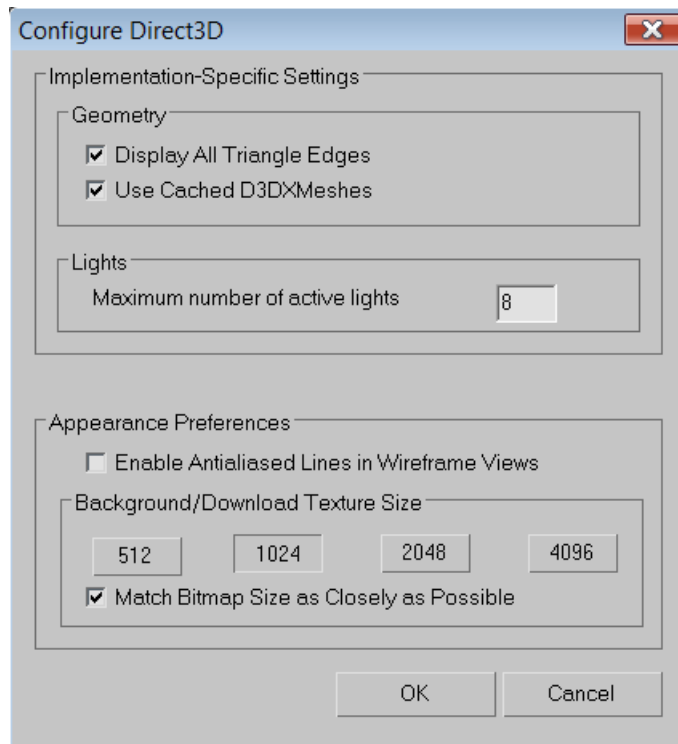 Configure Direct3D
Implementation-Specific Settings
Geometry
Display All Triangle Edges
Use Cached D3DXMeshes
Lights
Maximum number of active lights 8
Appearance Preferences
Enable Antialiased Lines in Wireframe Views
Background/Download Texture Size
512 1024 2048 4096
Match Bitmap Size as Closely as Possible
OK Cancel